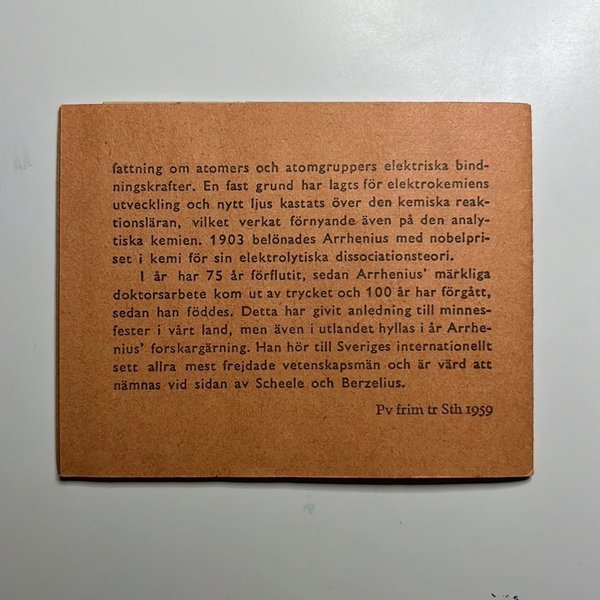 fattning om atomers och atomgruppers elektriska bind-
ningskrafter. En fast grund har lagts för elektrokemiens
utveckling och nytt ljus kastats över den kemiska reak-
tionsläran, vilket verkat förnyande även på den analy-
tiska kemien. 1903 belönades Arrhenius med nobelpri-
set i kemi för sin elektrolytiska dissociationsteori.
I år har 75 år förflutit, sedan Arrhenius' märkliga
doktorsarbete kom ut av trycket och 100 år har förgått,
sedan han föddes. Detta har givit anledning till minnes-
fester i vårt land, men även i utlandet hyllas i år Arrhe-
nius' forskargärning. Han hör till Sveriges internationellt
sett allra mest frejdade vetenskapsmän och är värd att
nämnas vid sidan av Scheele och Berzelius.
Pv frim tr Sth 1959